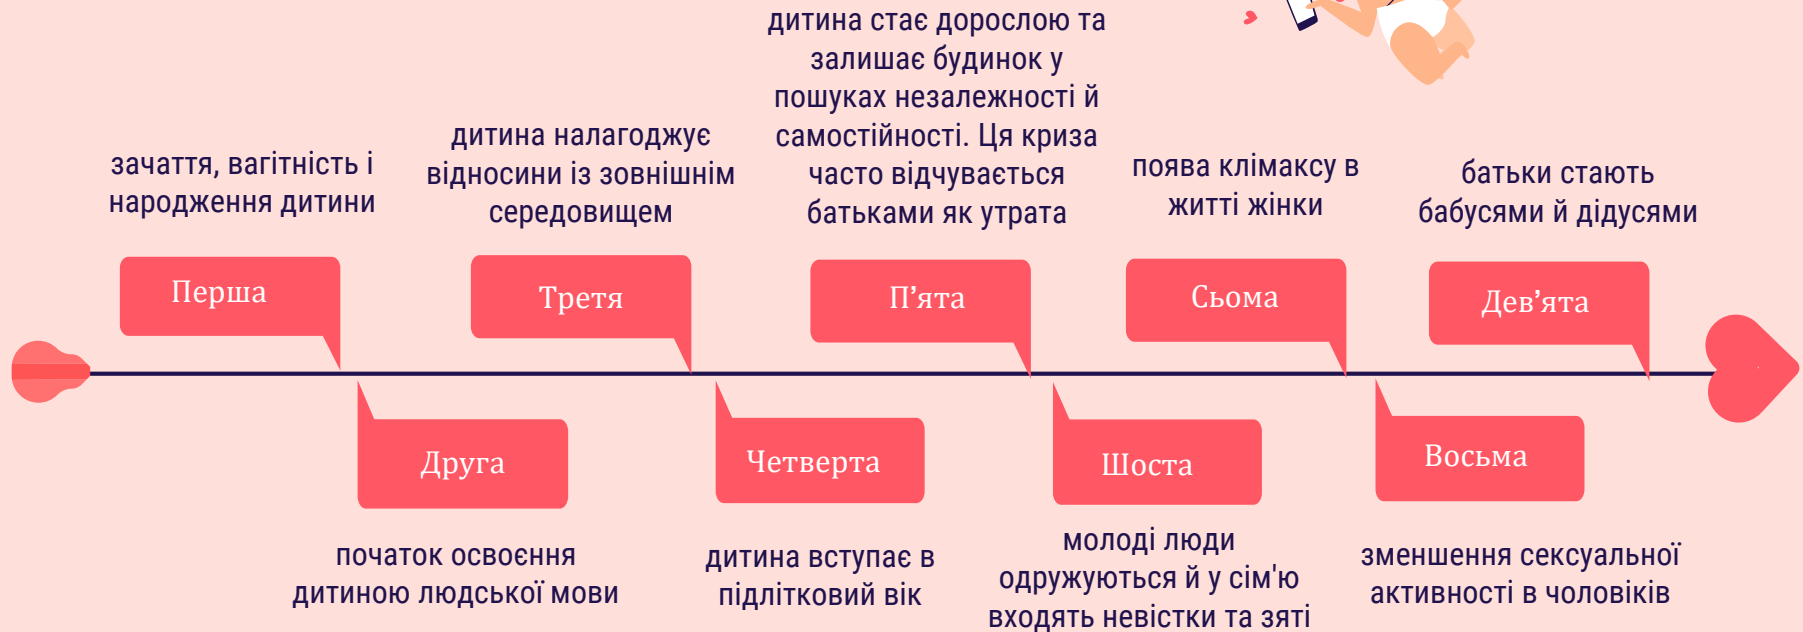 зачаття, вагітність і
народження дитини
Перша
Друга
початок освоєння
дитиною людської мови
дитина налагоджує
відносини із зовнішнім
середовищем
Третя
Четверта
дитина вступає в
підлітковий вік
дитина стає дорослою та
залишає будинок у
пошуках незалежності й
самостійності. Ця криза
часто відчувається
батьками як утрата
П’ята
Шоста
молоді люди
одружуються й у сім'ю
входять невістки та зяті
поява клімаксу в
житті жінки
Сьома
Восьма
зменшення сексуальної
активності в чоловіків
батьки стають
бабусями й дідусями
Дев’ята